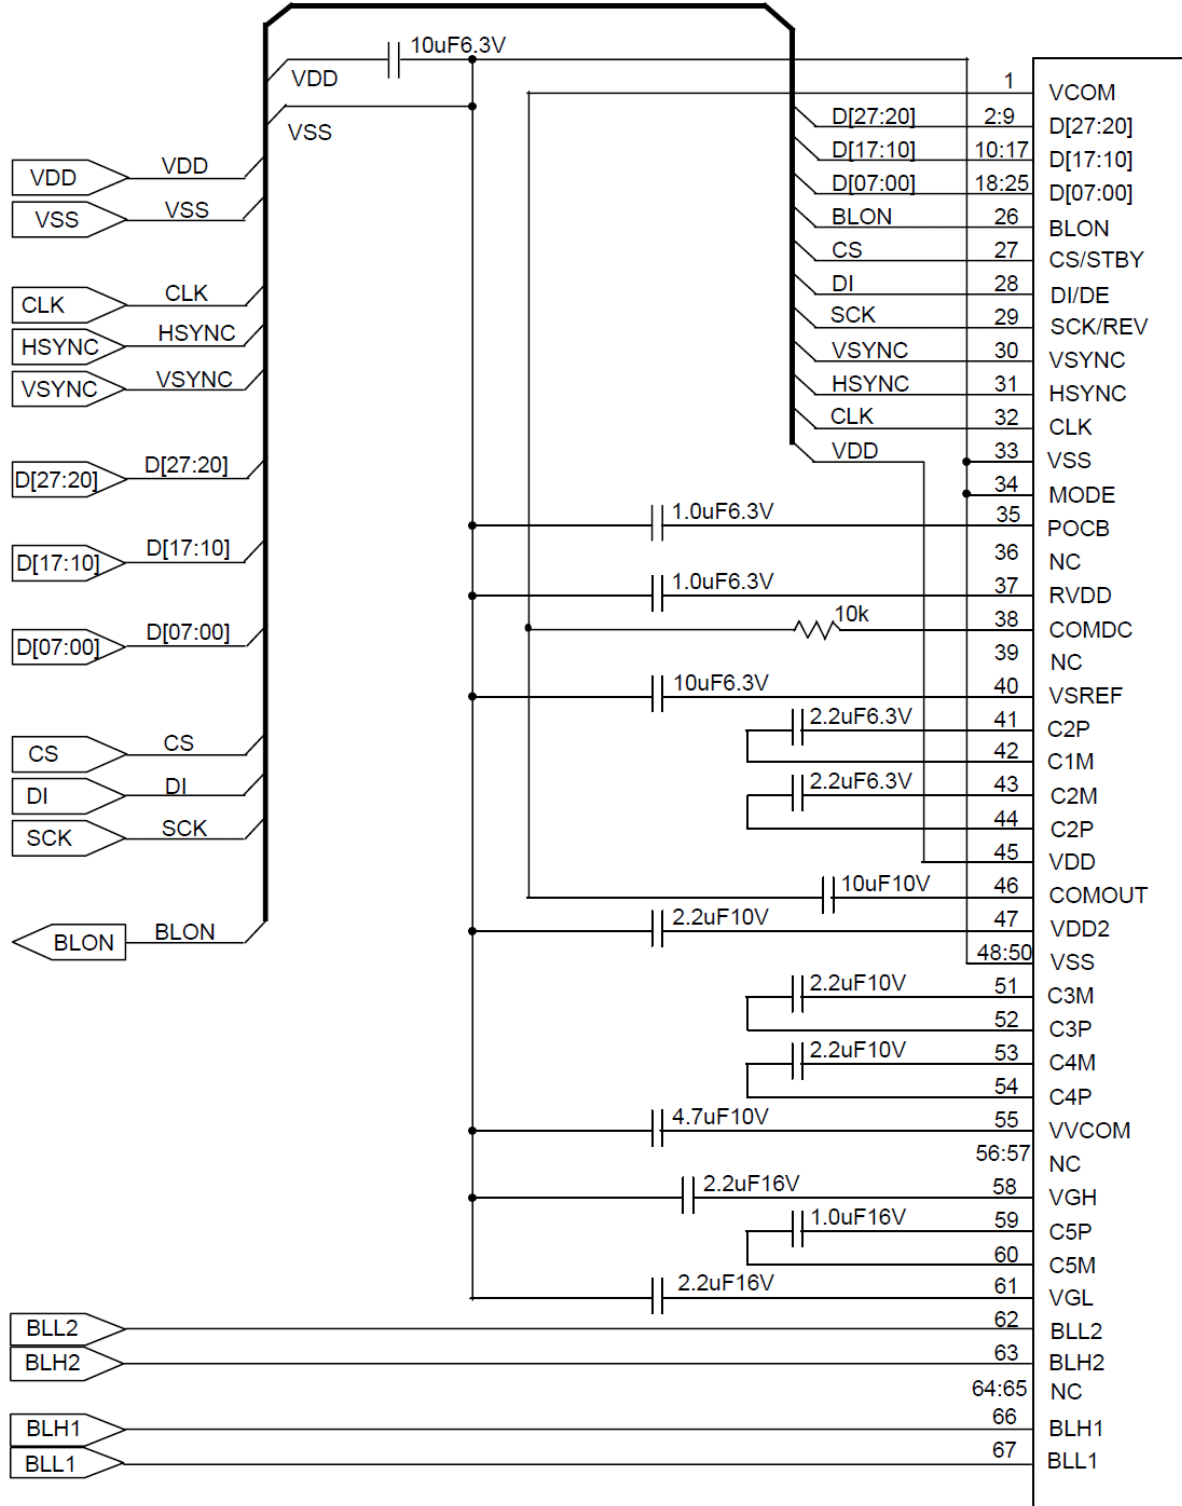 10uF6.3V
VDD
VSS
VDD VDD
VSS VSS
CLK CLK
HSYNC HSYNC
VSYNC VSYNC
D[27:20] D[27:20]
D[17:10] D[17:10]
D[07:00] D[07:00]
CS CS
DI DI
SCK SCK
BLON BLON
1 VCOM
D[27:20] 2:9 D[27:20]
D[17:10] 10:17 D[17:10]
D[07:00] 18:25 D[07:00]
BLON 26 BLON
CS 27 CS/STBY
DI 28 DI/DE
SCK 29 SCK/REV
VSYNC 30 VSYNC
HSYNC 31 HSYNC
CLK 32 CLK
VDD 33 VSS
34 MODE
1.0uF6.3V 35 POCB
36 NC
1.0uF6.3V 37 RVDD
10k 38 COMDC
39 NC
10uF6.3V 40 VSREF
2.2uF6.3V 41 C2P
42 C1M
2.2uF6.3V 43 C2M
44 C2P
45 VDD
10uF10V 46 COMOUT
2.2uF10V 47 VDD2
48:50 VSS
2.2uF10V 51 C3M
52 C3P
2.2uF10V 53 C4M
54 C4P
4.7uF10V 55 VVCOM
56:57 NC
2.2uF16V 58 VGH
1.0uF16V 59 C5P
60 C5M
2.2uF16V 61 VGL
BLL2 62 BLL2
BLH2 63 BLH2
64:65 NC
BLH1 66 BLH1
BLL1 67 BLL1